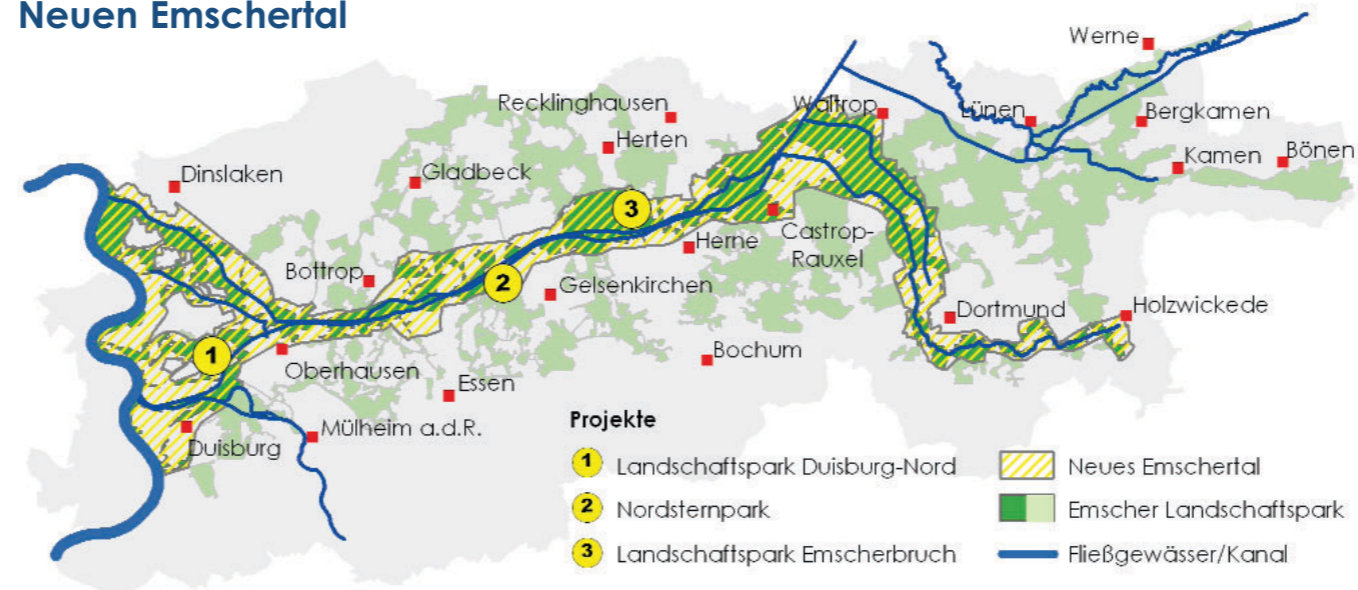 Neuen Emschertal
Werne
Recklinghausen
Waltrop
Lünen
Bergkamen
Herten
Kamen
Bönen
Dinslaken
Gladbeck
3
Herne
Castrop-
Rauxel
Bottrop
2
Gelsenkirchen
Dortmund
Holzwickede
1
Oberhausen
Bochum
Essen
Duisburg
Mülheim a.d.R.
Projekte
1 Landschaftspark Duisburg-Nord
2 Nordsternpark
3 Landschaftspark Emscherbruch
Neues Emschertal
Emscher Landschaftspark
Fließgewässer/Kanal